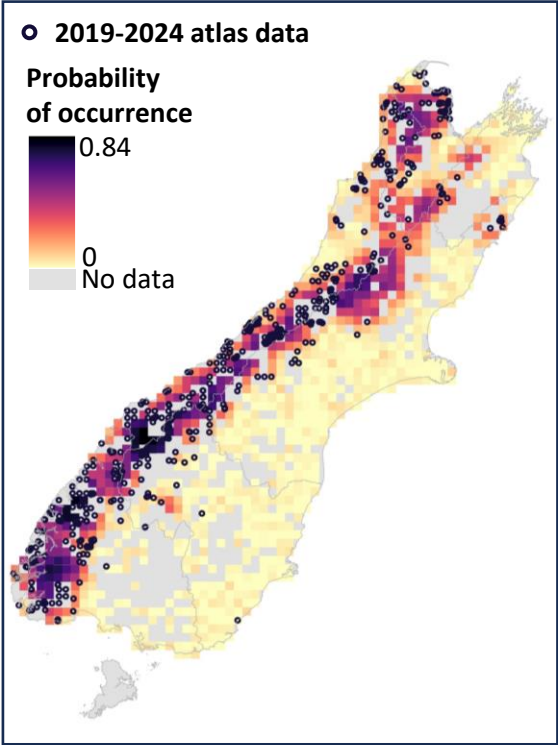 2019-2024 atlas data
Probability
of occurrence
0.84
0
No data